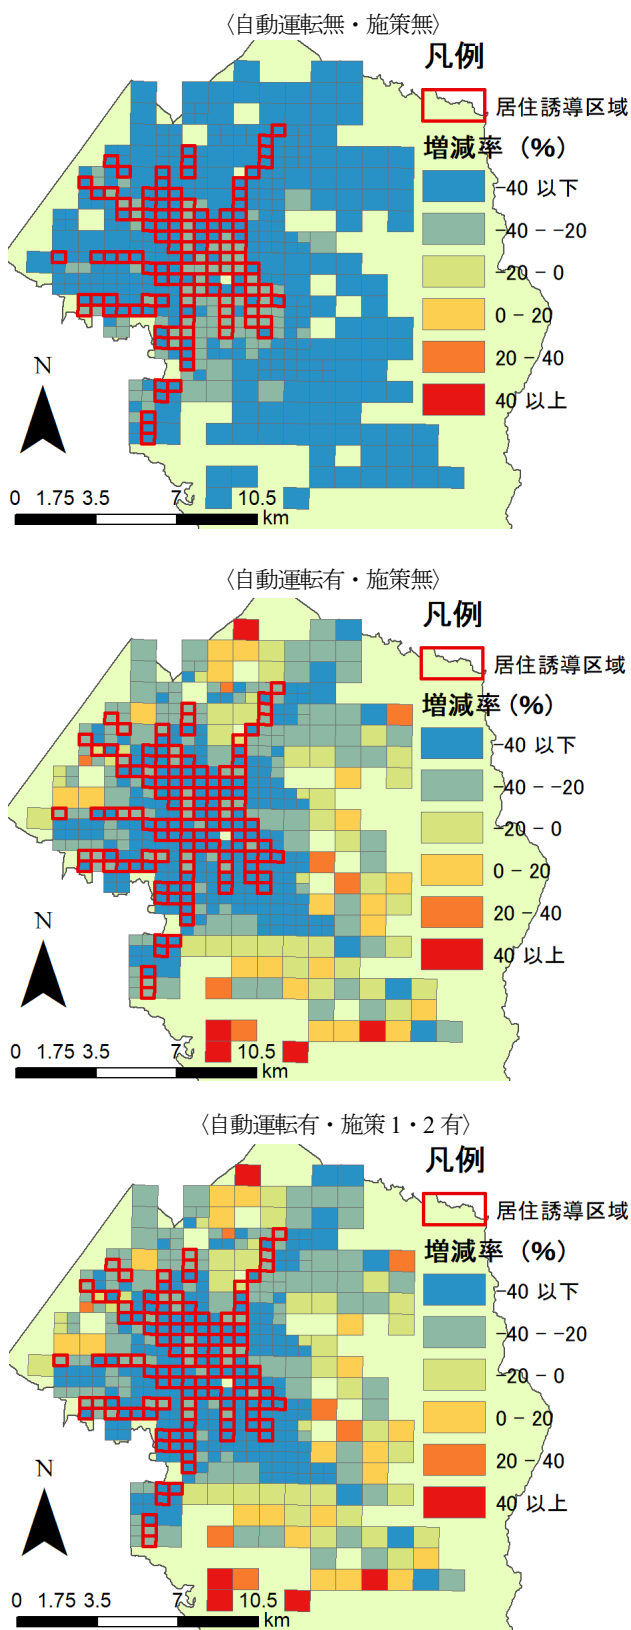 〈自動運転無・施策無〉
凡例
居住誘導区域
増減率 (%)
-40 以下
-40 - -20
-20 - 0
0 - 20
20 - 40
40 以上
N
0 1.75 3.5 7 10.5
km
〈自動運転有・施策無〉
凡例
居住誘導区域
増減率 (%)
-40 以下
-40 - -20
-20 - 0
0 - 20
20 - 40
40 以上
N
0 1.75 3.5 7 10.5
km
〈自動運転有・施策 1・2 有〉
凡例
居住誘導区域
増減率 (%)
-40 以下
-40 - -20
-20 - 0
0 - 20
20 - 40
40 以上
N
0 1.75 3.5 7 10.5
km